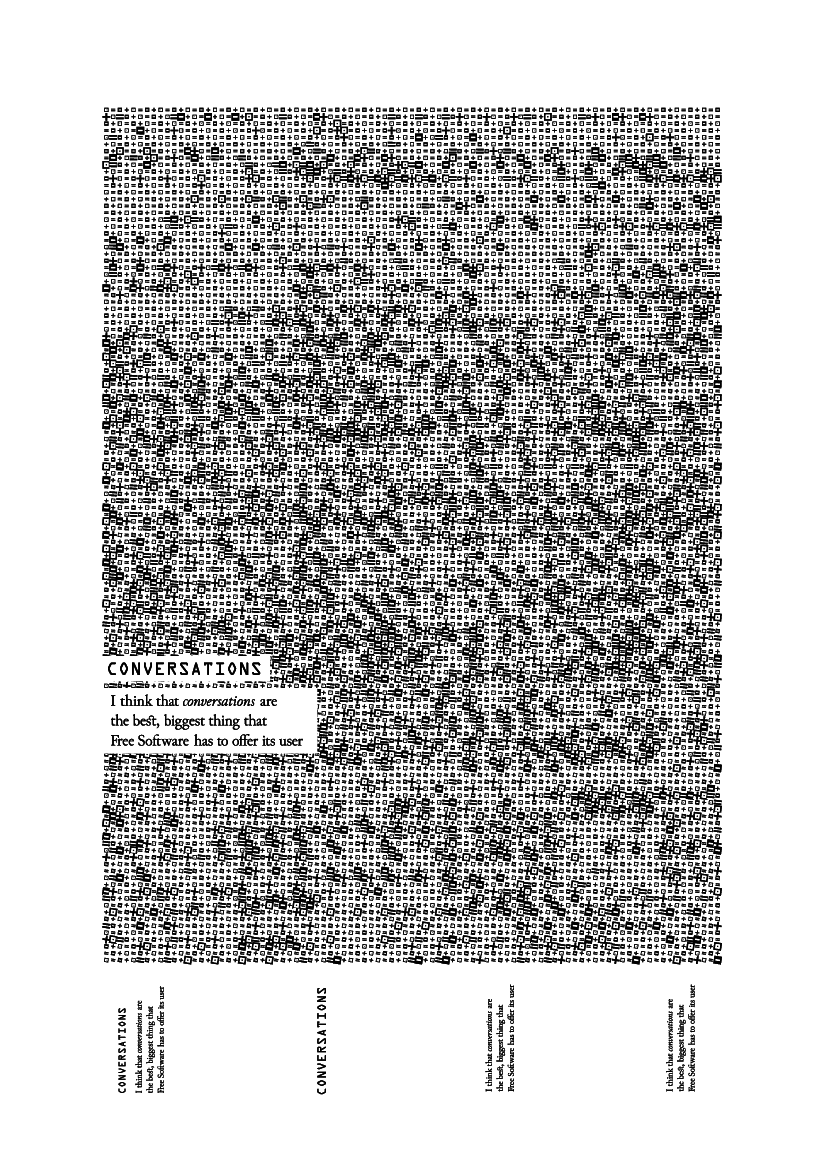 CONVERSATIONS
I think that conversations are
the best, biggest thing that
Free Software has to offer its user
CONVERSATIONS
I think that conversations are
the best, biggest thing that
Free Software has to offer its user
CONVERSATIONS
I think that conversations are
the best, biggest thing that
Free Software has to offer its user
I think that conversations are
the best, biggest thing that
Free Software has to offer its user